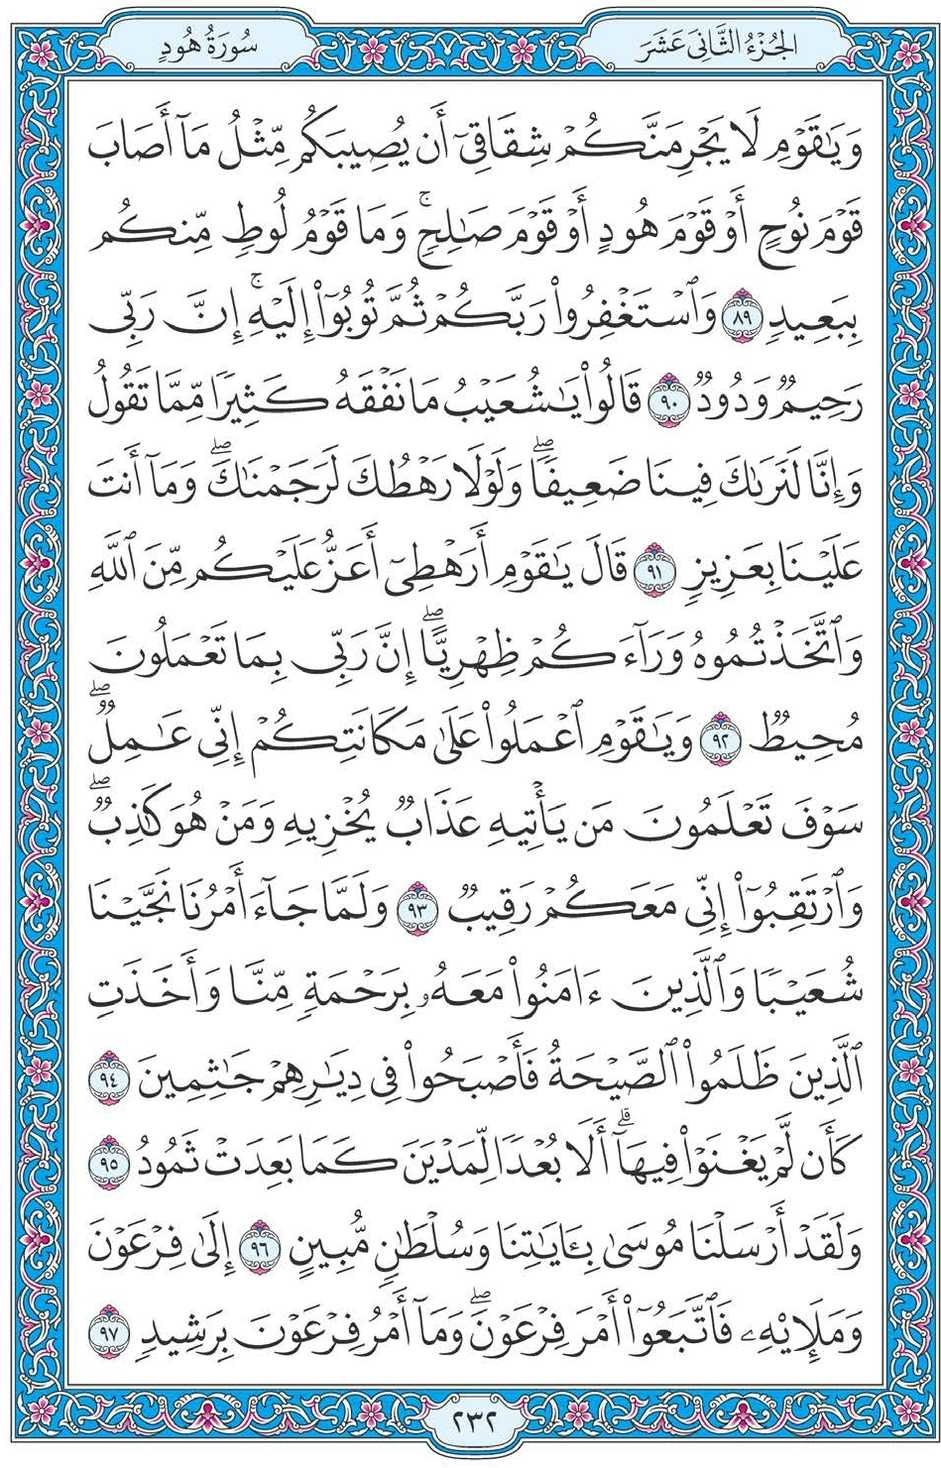 الجُزْءُ الثَّانِي عَشَرَ
سُورَةُ هُودٍ
وَيَٰقَوْمِ لَا يَجْرِمَنَّكُمْ شِقَاقِىٓ أَن يُصِيبَكُم مِّثْلُ مَآ أَصَابَ
قَوْمَ نُوحٍ أَوْ قَوْمَ هُودٍ أَوْ قَوْمَ صَٰلِحٍ ۚ وَمَا قَوْمُ لُوطٍ مِّنكُم
بِبَعِيدٍ ٨٩ وَٱسْتَغْفِرُوا۟ رَبَّكُمْ ثُمَّ تُوبُوٓا۟ إِلَيْهِ ۚ إِنَّ رَبِّى
رَحِيمٌ وَدُودٌ ٩٠ قَالُوا۟ يَٰشُعَيْبُ مَا نَفْقَهُ كَثِيرًا مِّمَّا تَقُولُ
وَإِنَّا لَنَرَىٰكَ فِينَا ضَعِيفًا ۖ وَلَوْلَا رَهْطُكَ لَرَجَمْنَٰكَ ۖ وَمَآ أَنتَ
عَلَيْنَا بِعَزِيزٍ ٩١ قَالَ يَٰقَوْمِ أَرَهْطِىٓ أَعَزُّ عَلَيْكُم مِّنَ ٱللَّهِ
وَٱتَّخَذْتُمُوهُ وَرَآءَكُمْ ظِهْرِيًّا ۖ إِنَّ رَبِّى بِمَا تَعْمَلُونَ
مُحِيطٌ ٩٢ وَيَٰقَوْمِ ٱعْمَلُوا۟ عَلَىٰ مَكَانَتِكُمْ إِنِّى عَٰمِلٌ ۖ
سَوْفَ تَعْلَمُونَ مَن يَأْتِيهِ عَذَابٌ يُخْزِيهِ وَمَنْ هُوَ كَٰذِبٌ ۖ
وَٱرْتَقِبُوٓا۟ إِنِّى مَعَكُمْ رَقِيبٌ ٩٣ وَلَمَّا جَآءَ أَمْرُنَا نَجَّيْنَا
شُعَيْبًا وَٱلَّذِينَ ءَامَنُوا۟ مَعَهُۥ بِرَحْمَةٍ مِّنَّا وَأَخَذَتِ
ٱلَّذِينَ ظَلَمُوا۟ ٱلصَّيْحَةُ فَأَصْبَحُوا۟ فِى دِيَٰرِهِمْ جَٰثِمِينَ ٩٤
كَأَن لَّمْ يَغْنَوْا۟ فِيهَآ ۗ أَلَا بُعْدًا لِّمَدْيَنَ كَمَا بَعِدَتْ ثَمُودُ ٩٥
وَلَقَدْ أَرْسَلْنَا مُوسَىٰ بِـَٔايَٰتِنَا وَسُلْطَٰنٍ مُّبِينٍ ٩٦ إِلَىٰ فِرْعَوْنَ
وَمَلَإِي۟هِۦ فَٱتَّبَعُوٓا۟ أَمْرَ فِرْعَوْنَ ۖ وَمَآ أَمْرُ فِرْعَوْنَ بِرَشِيدٍ ٩٧
٢٣٢